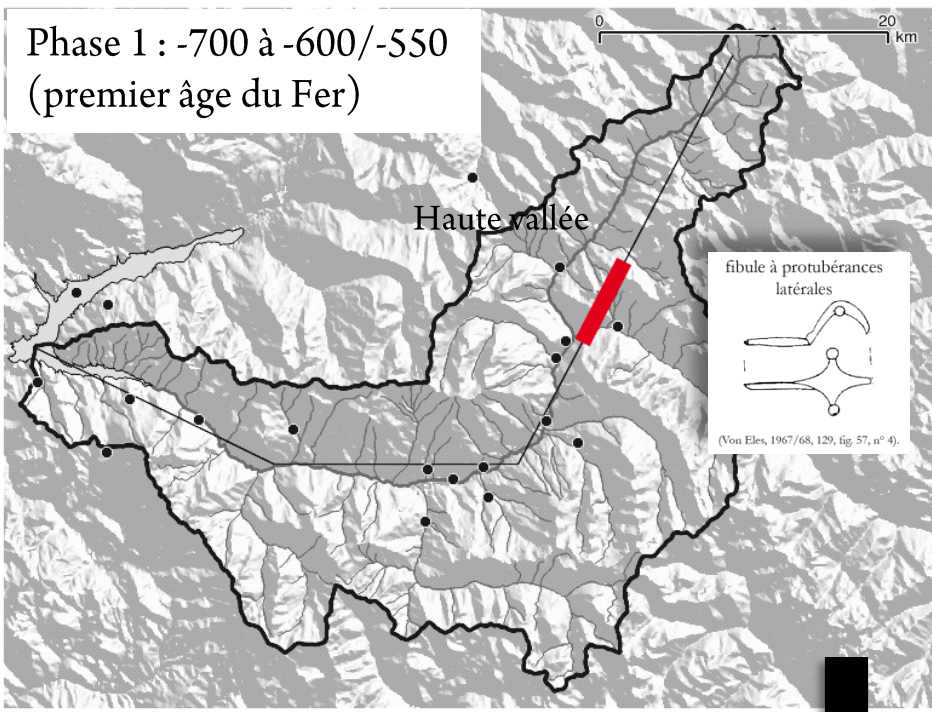 Phase 1 : -700 à -600/-550
(premier âge du Fer)
0 20
km
Haute vallée
fibule à protubérances
latérales
(Von Eles, 1967/68, 129, fig. 57, n° 4).